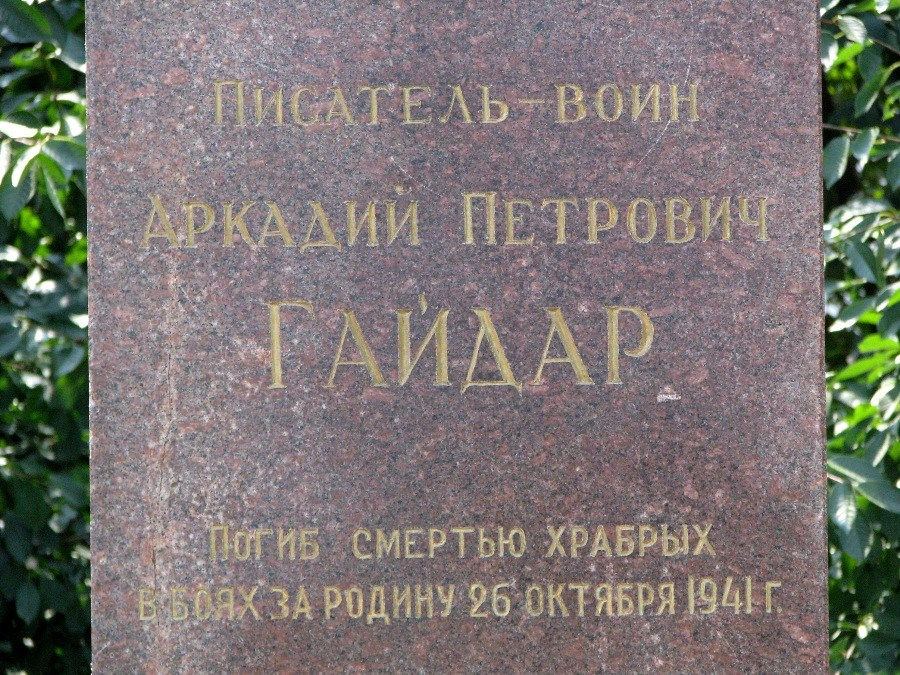 Писатель-воин
Аркадий Петрович
Гайдар
Погиб смертью храбрых
в боях за Родину 26 октября 1941 г.